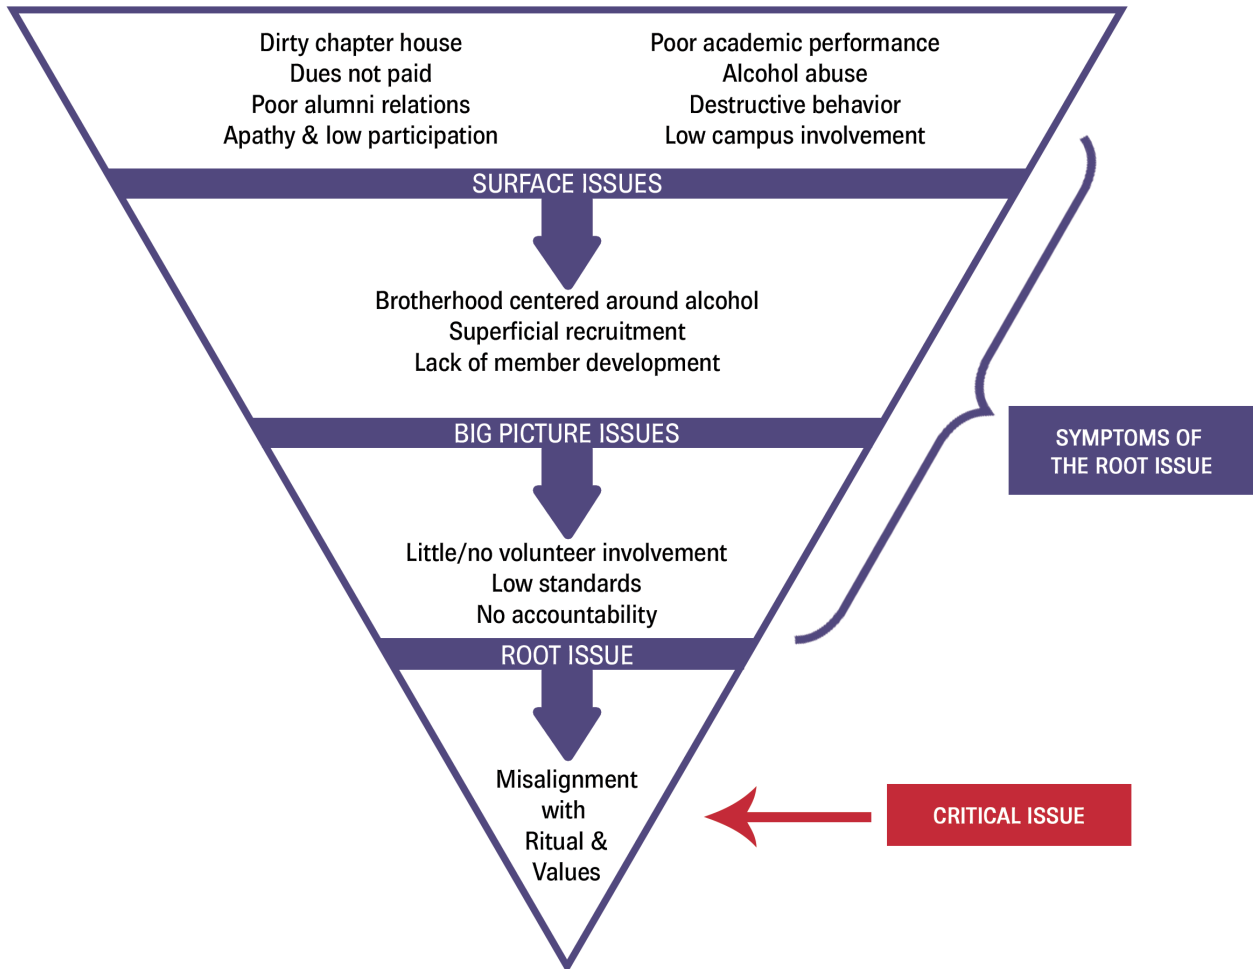 Dirty chapter house
Dues not paid
Poor alumni relations
Apathy & low participation
Poor academic performance
Alcohol abuse
Destructive behavior
Low campus involvement
SURFACE ISSUES
Brotherhood centered around alcohol
Superficial recruitment
Lack of member development
BIG PICTURE ISSUES
SYMPTOMS OF
THE ROOT ISSUE
Little/no volunteer involvement
Low standards
No accountability
ROOT ISSUE
Misalignment
with
Ritual &
Values
CRITICAL ISSUE